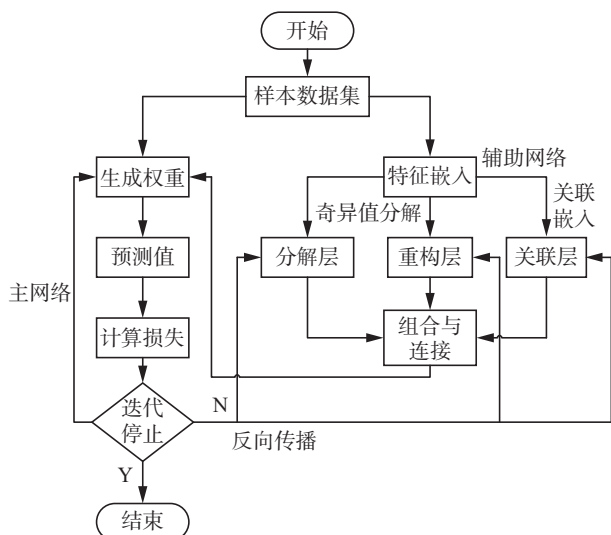 开始
样本数据集
生成权重
特征嵌入
辅助网络
奇异值分解
关联
嵌入
预测值
分解层
重构层
关联层
主网络
计算损失
组合与
连接
迭代
停止
N
反向传播
Y
结束